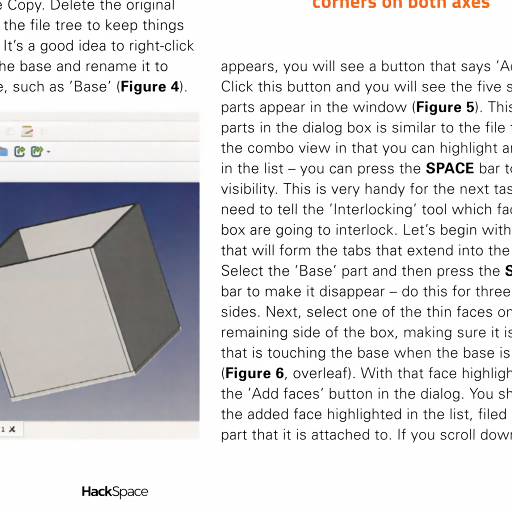 e Copy. Delete the original
the file tree to keep things
It's a good idea to right-click
he base and rename it to
e, such as 'Base' (Figure 4).
1 X
HackSpace
corners on both axes
appears, you will see a button that says 'A
Click this button and you will see the five s
parts appear in the window (Figure 5). This
parts in the dialog box is similar to the file
the combo view in that you can highlight a
in the list – you can press the SPACE bar to
visibility. This is very handy for the next tas
need to tell the 'Interlocking' tool which fac
box are going to interlock. Let's begin with
that will form the tabs that extend into the
Select the 'Base' part and then press the S
bar to make it disappear – do this for three
sides. Next, select one of the thin faces on
remaining side of the box, making sure it is
that is touching the base when the base is
(Figure 6, overleaf). With that face highligh
the 'Add faces' button in the dialog. You sh
the added face highlighted in the list, filed
part that it is attached to. If you scroll down